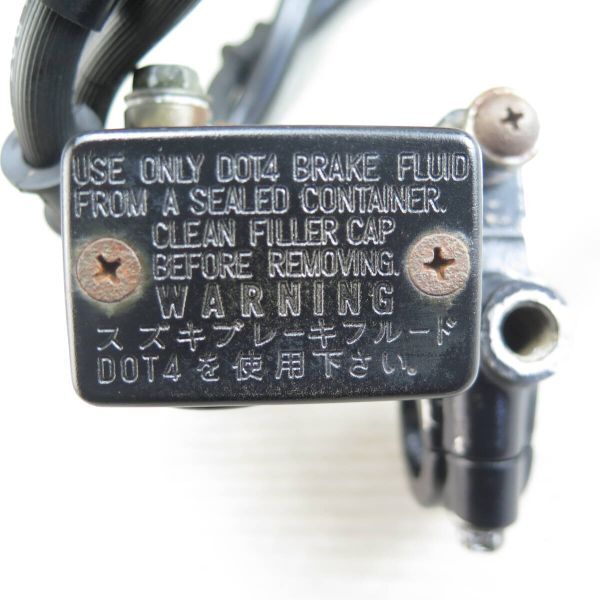 USE ONLY DOT4 BRAKE FLUID
FROM A SEALED CONTAINER.
CLEAN FILLER CAP
BEFORE REMOVING.
WARNING
スズキブレーキフルード
DOT4を使用下さい。